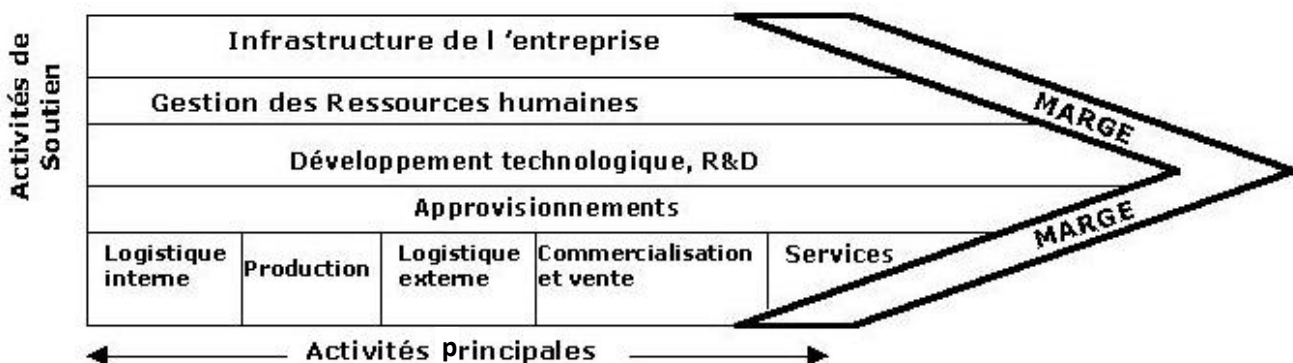 Activités de
Soutien
Infrastructure de l 'entreprise
Gestion des Ressources humaines
Développement technologique, R&D
Approvisionnements
Logistique
interne
Production
Logistique
externe
Commercialisation
et vente
Services
MARGE
MARGE
Activités principales